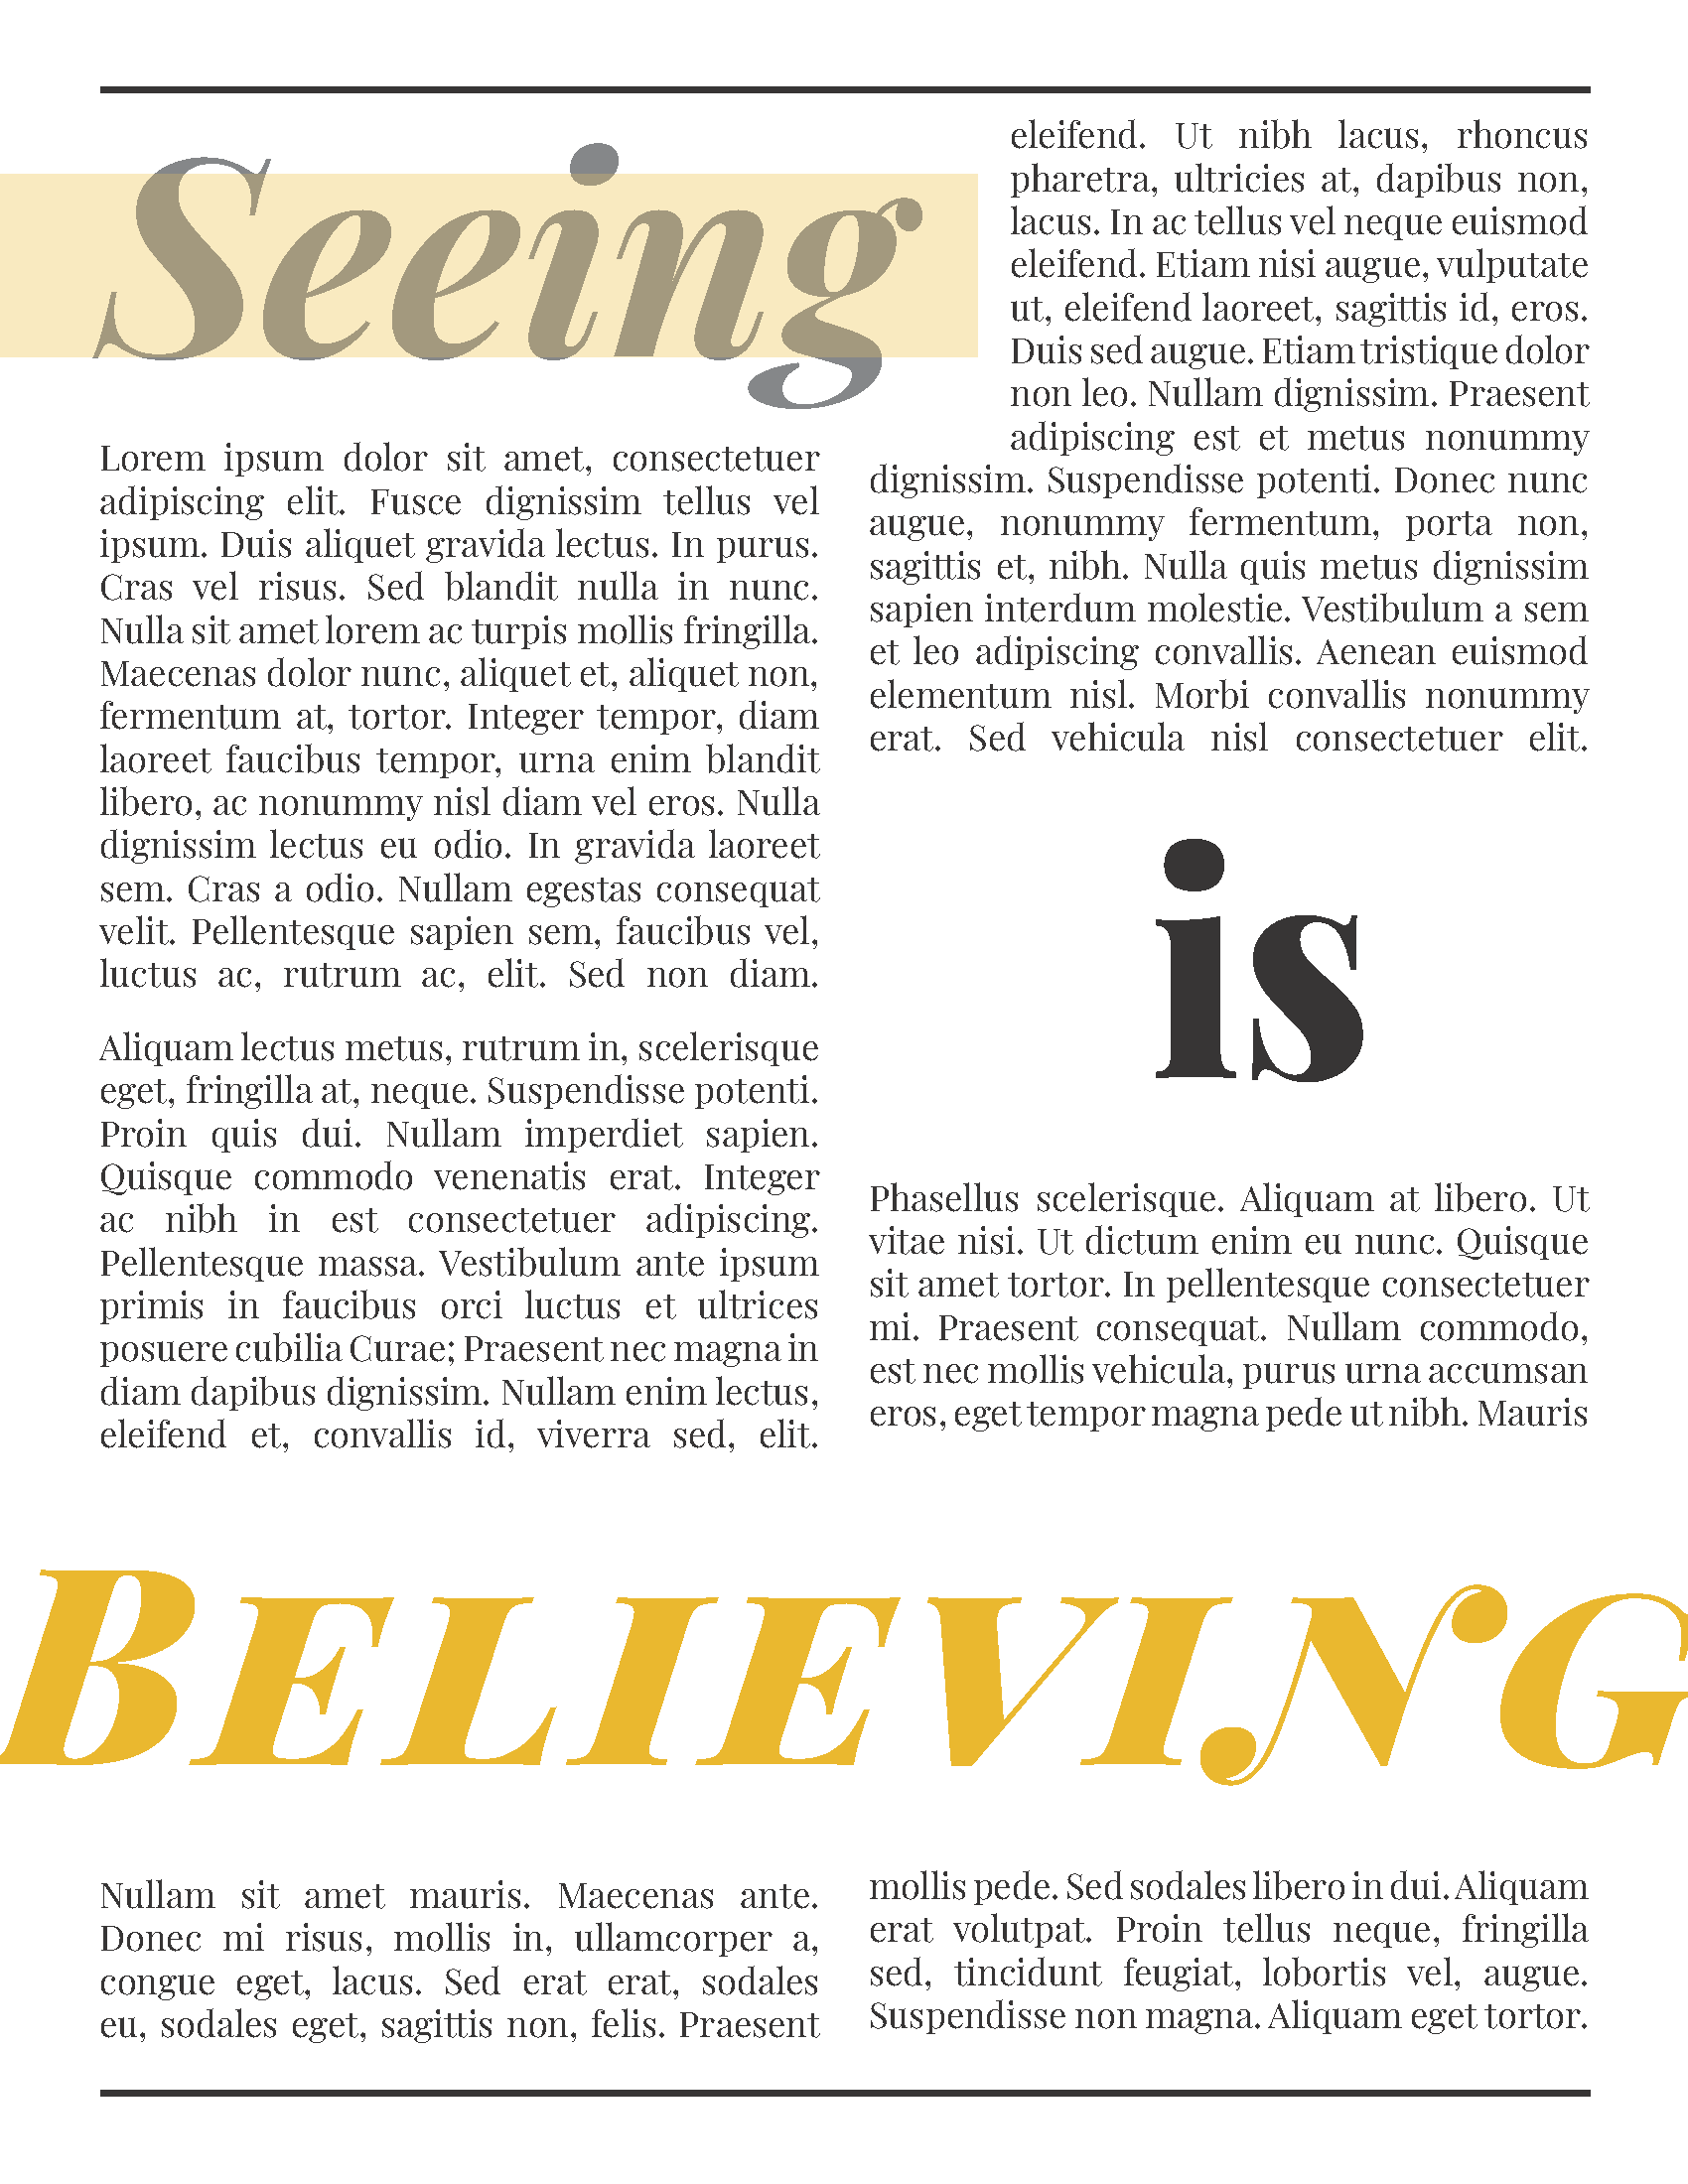 Seeing
Lorem ipsum dolor sit amet, consectetuer
adipiscing elit. Fusce dignissim tellus vel
ipsum. Duis aliquet gravida lectus. In purus.
Cras vel risus. Sed blandit nulla in nunc.
Nulla sit amet lorem ac turpis mollis fringilla.
Maecenas dolor nunc, aliquet et, aliquet non,
fermentum at, tortor. Integer tempor, diam
laoreet faucibus tempor, urna enim blandit
libero, ac nonummy nisl diam vel eros. Nulla
dignissim lectus eu odio. In gravida laoreet
sem. Cras a odio. Nullam egestas consequat
velit. Pellentesque sapien sem, faucibus vel,
luctus ac, rutrum ac, elit. Sed non diam.
Aliquam lectus metus, rutrum in, scelerisque
eget, fringilla at, neque. Suspendisse potenti.
Proin quis dui. Nullam imperdiet sapien.
Quisque commodo venenatis erat. Integer
ac nibh in est consectetuer adipiscing.
Pellentesque massa. Vestibulum ante ipsum
primis in faucibus orci luctus et ultrices
posuere cubilia Curae; Praesent nec magna in
diam dapibus dignissim. Nullam enim lectus,
eleifend et, convallis id, viverra sed, elit.
eleifend. Ut nibh lacus, rhoncus
pharetra, ultricies at, dapibus non,
lacus. In ac tellus vel neque euismod
eleifend. Etiam nisi augue, vulputate
ut, eleifend laoreet, sagittis id, eros.
Duis sed augue. Etiam tristique dolor
non leo. Nullam dignissim. Praesent
adipiscing est et metus nonummy
dignissim. Suspendisse potenti. Donec nunc
augue, nonummy fermentum, porta non,
sagittis et, nibh. Nulla quis metus dignissim
sapien interdum molestie. Vestibulum a sem
et leo adipiscing convallis. Aenean euismod
elementum nisl. Morbi convallis nonummy
erat. Sed vehicula nisl consectetuer elit.
is
Phasellus scelerisque. Aliquam at libero. Ut
vitae nisi. Ut dictum enim eu nunc. Quisque
sit amet tortor. In pellentesque consectetuer
mi. Praesent consequat. Nullam commodo,
est nec mollis vehicula, purus urna accumsan
eros, eget tempor magna pede ut nibh. Mauris
BELIEVING
Nullam sit amet mauris. Maecenas ante.
Donec mi risus, mollis in, ullamcorper a,
congue eget, lacus. Sed erat erat, sodales
eu, sodales eget, sagittis non, felis. Praesent
mollis pede. Sed sodales libero in dui. Aliquam
erat volutpat. Proin tellus neque, fringilla
sed, tincidunt feugiat, lobortis vel, augue.
Suspendisse non magna. Aliquam eget tortor.